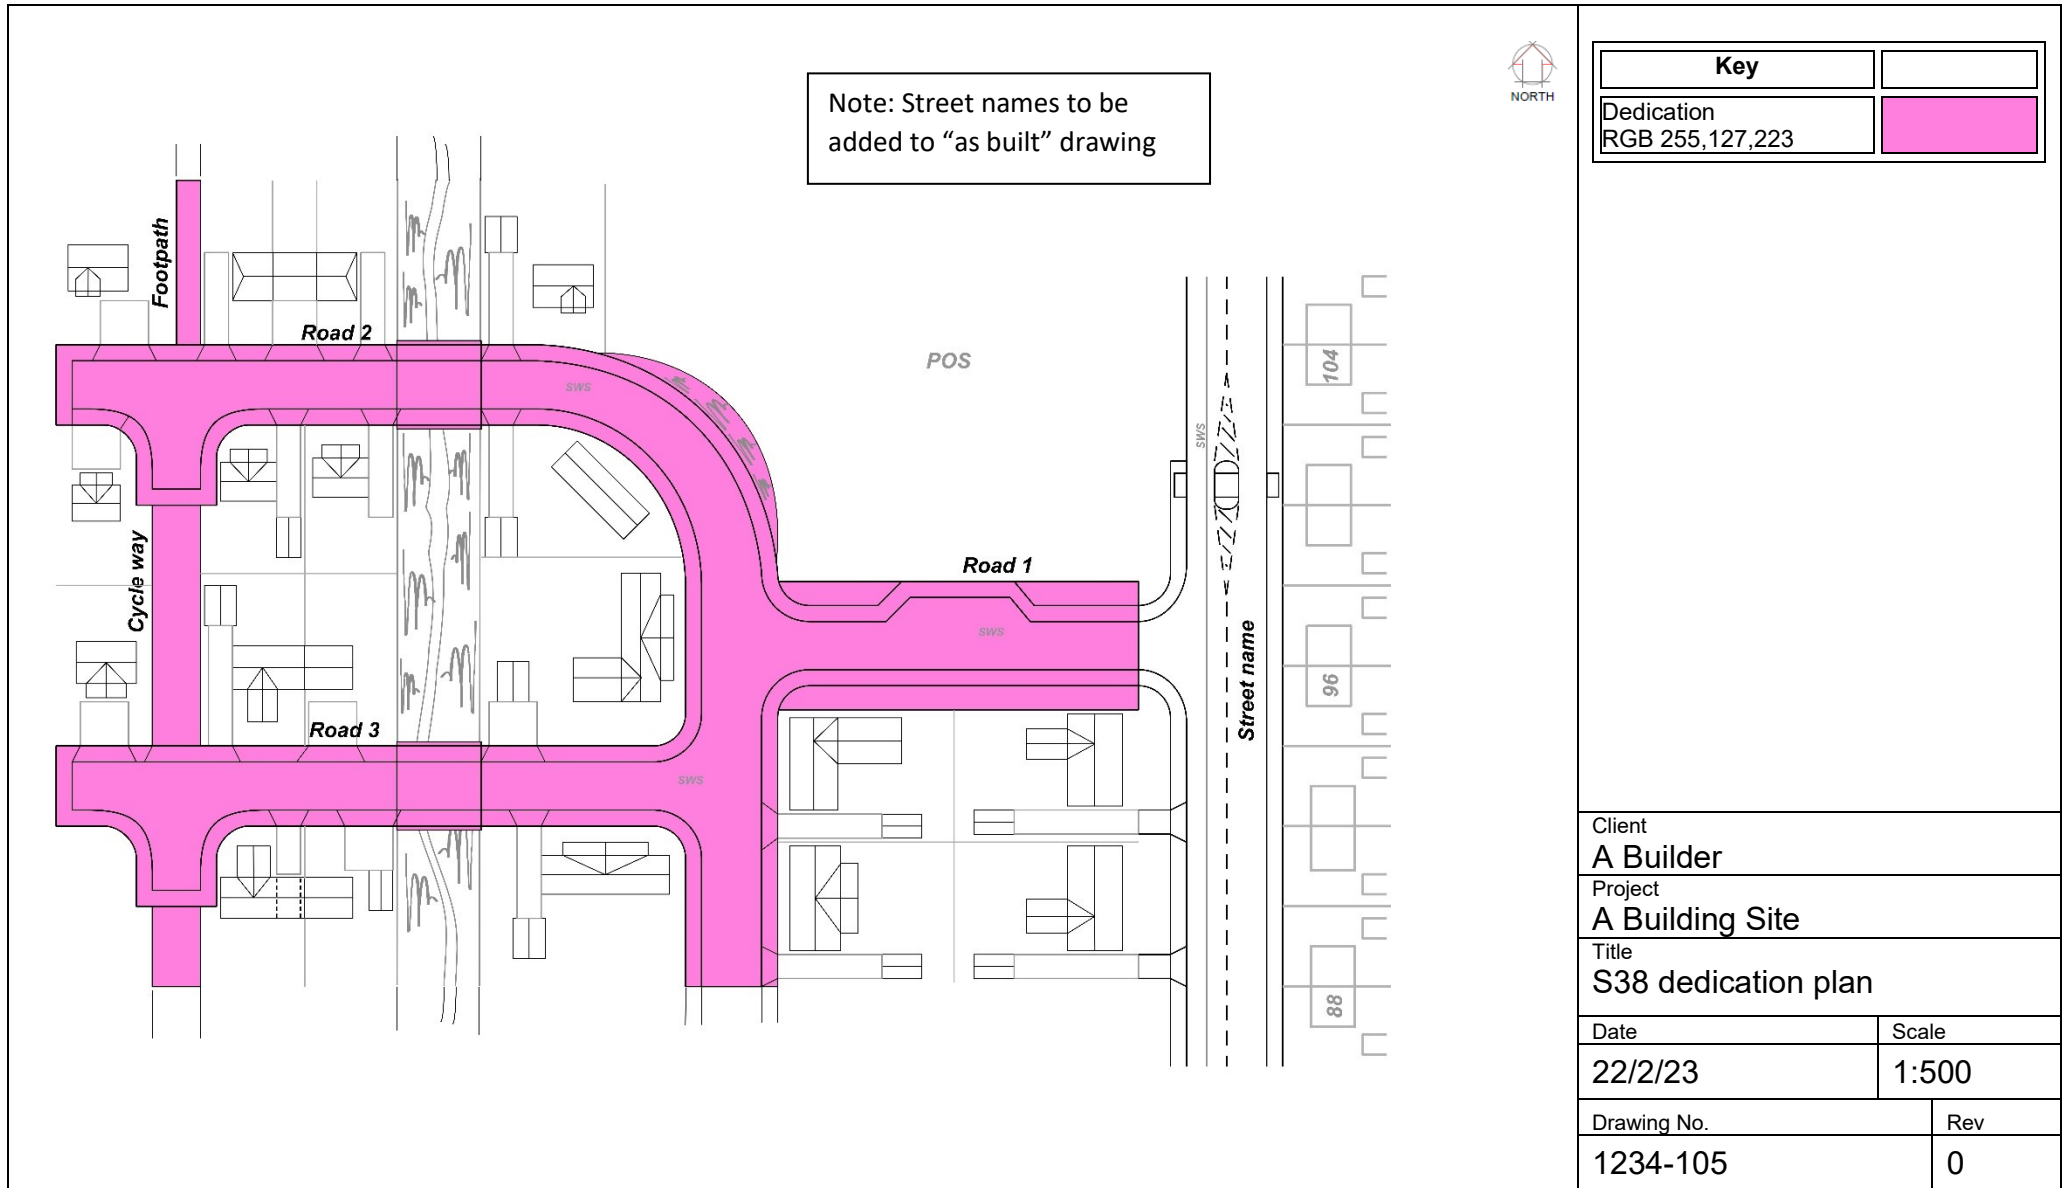 Note: Street names to be
added to “as built” drawing
NORTH
Key
Dedication
RGB 255,127,223
Footpath
Road 2
SWS
POS
104
SWS
Cycle way
Road 1
SWS
Street name
96
Road 3
SWS
88
Client
A Builder
Project
A Building Site
Title
S38 dedication plan
Date
Scale
22/2/23
1:500
Drawing No.
Rev
1234-105
0